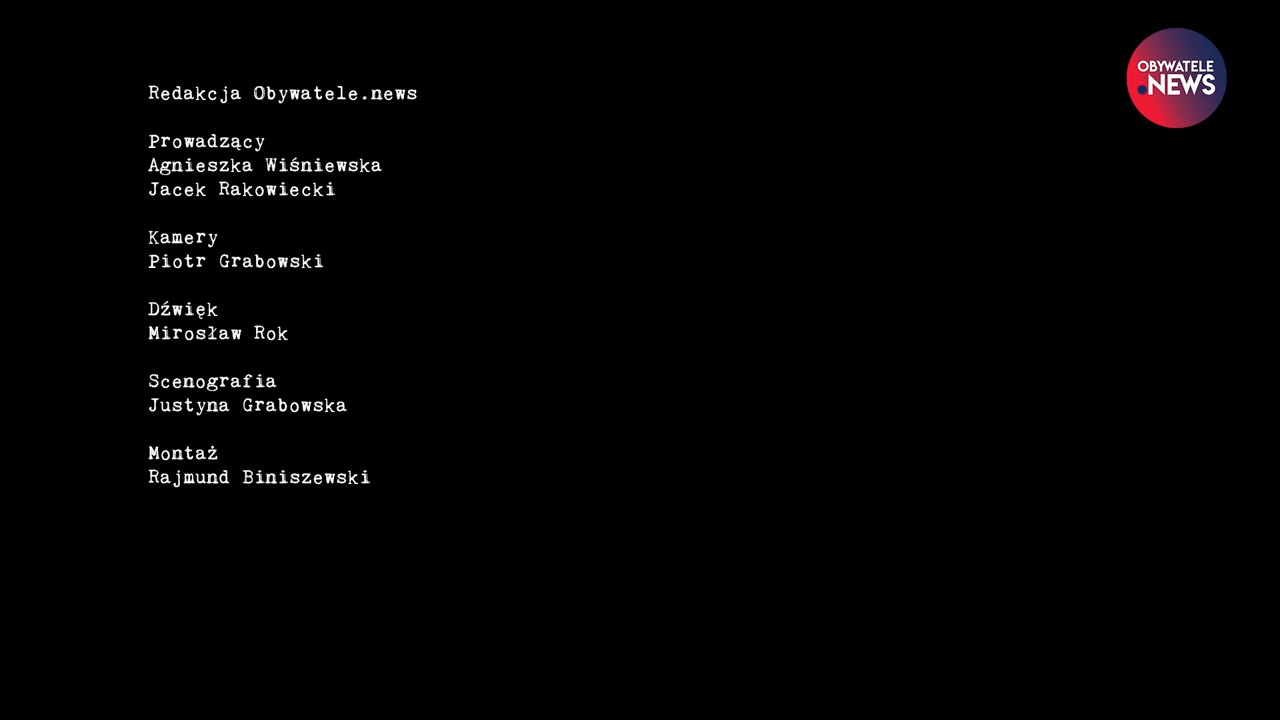 Redakcja Obywatele.news
Prowadzący
Agnieszka Wiśniewska
Jacek Rakowiecki
Kamery
Piotr Grabowski
Dźwięk
Mirosław Rok
Scenografia
Justyna Grabowska
Montaż
Rajmund Biniszewski
OBYWATELE
.NEWS